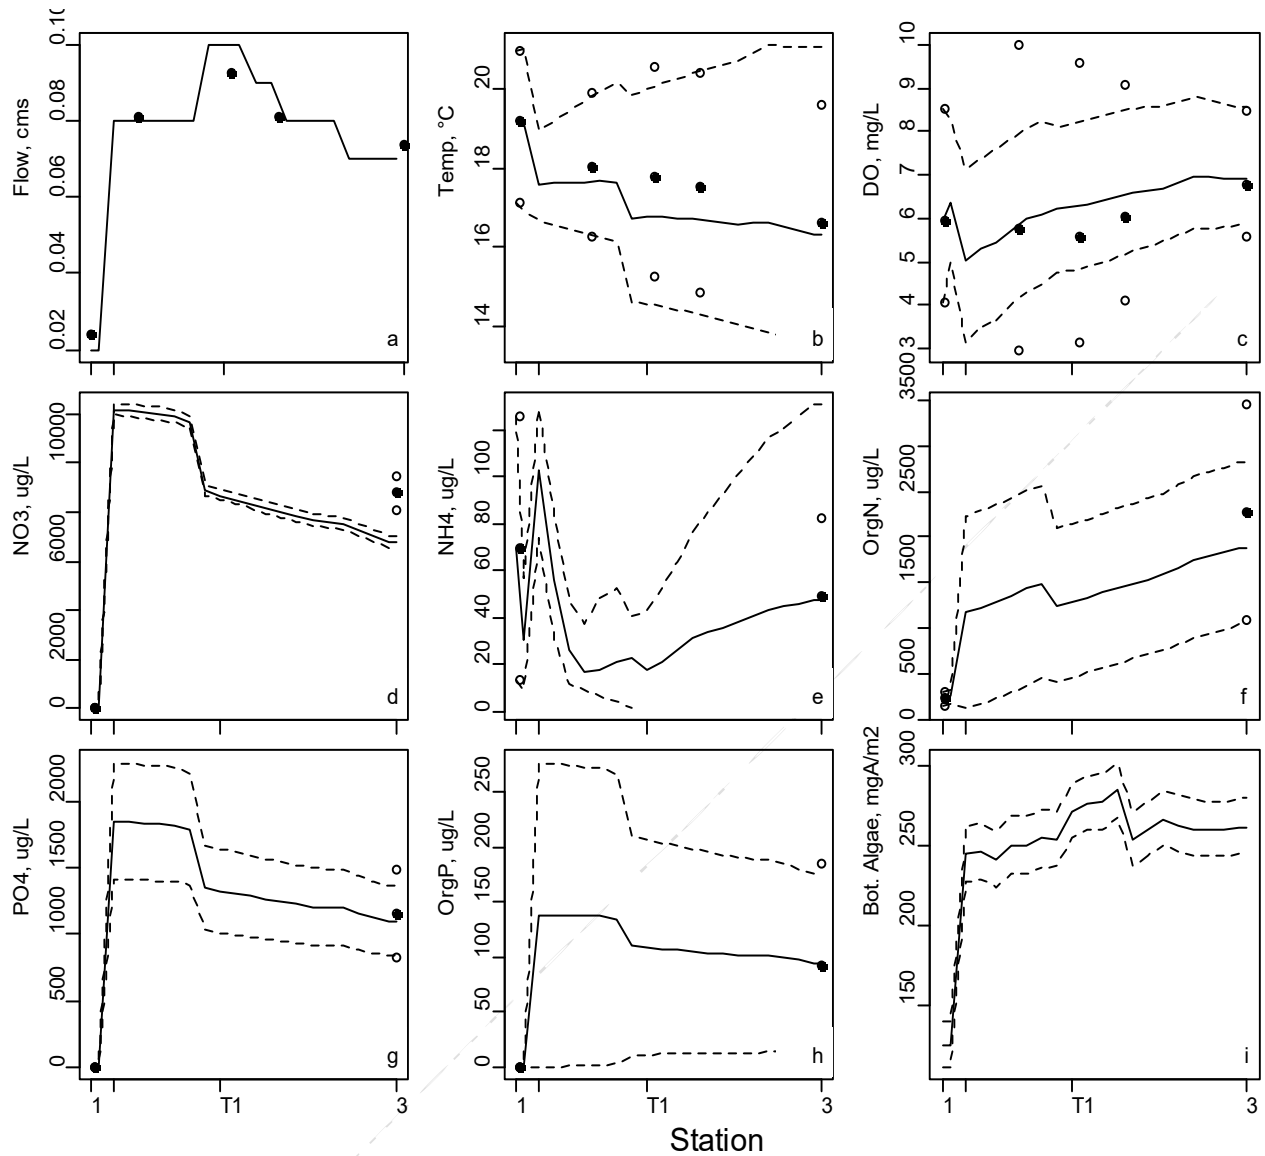 Flow, cms
0.02
0.04
0.06
0.08
0.10
a
Temp, °C
14
16
18
20
b
DO, mg/L
3
4
5
6
7
8
9
10
c
NO3, ug/L
0
2000
6000
10000
d
NH4, ug/L
0
20
40
60
80
100
e
OrgN, ug/L
0
500
1500
2500
3500
f
PO4, ug/L
0
500
1000
1500
2000
g
1 T1 3
OrgP, ug/L
0
50
100
150
200
250
h
1 T1 3
Bot. Algae, mgA/m2
150
200
250
300
i
1 T1 3
Station